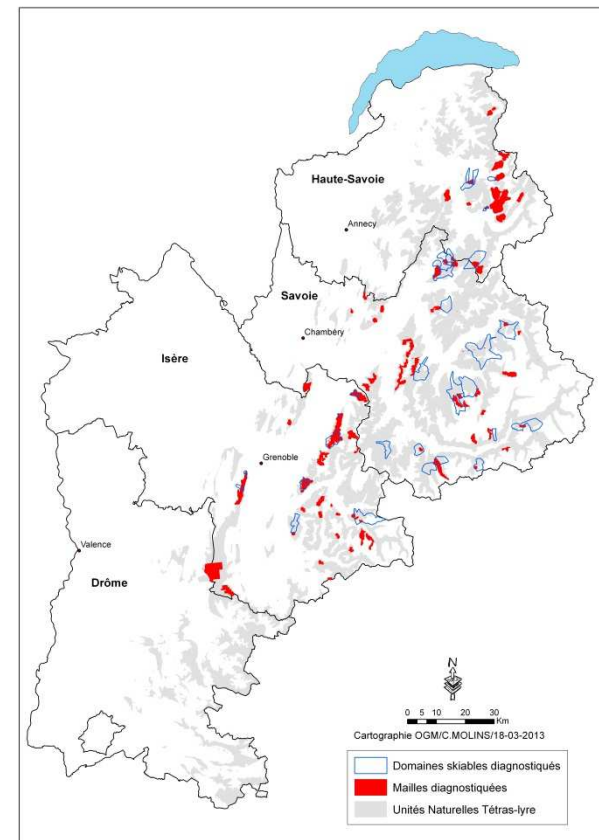 Haute-Savoie
Annecy
Savoie
Chambéry
Isère
Grenoble
Valence
Drôme
N
0 5 10 20 30
Km
Cartographie OGM/C.MOLINS/18-03-2013
Domaines skiables diagnostiqués
Mailles diagnostiquées
Unités Naturelles Tétras-lyre